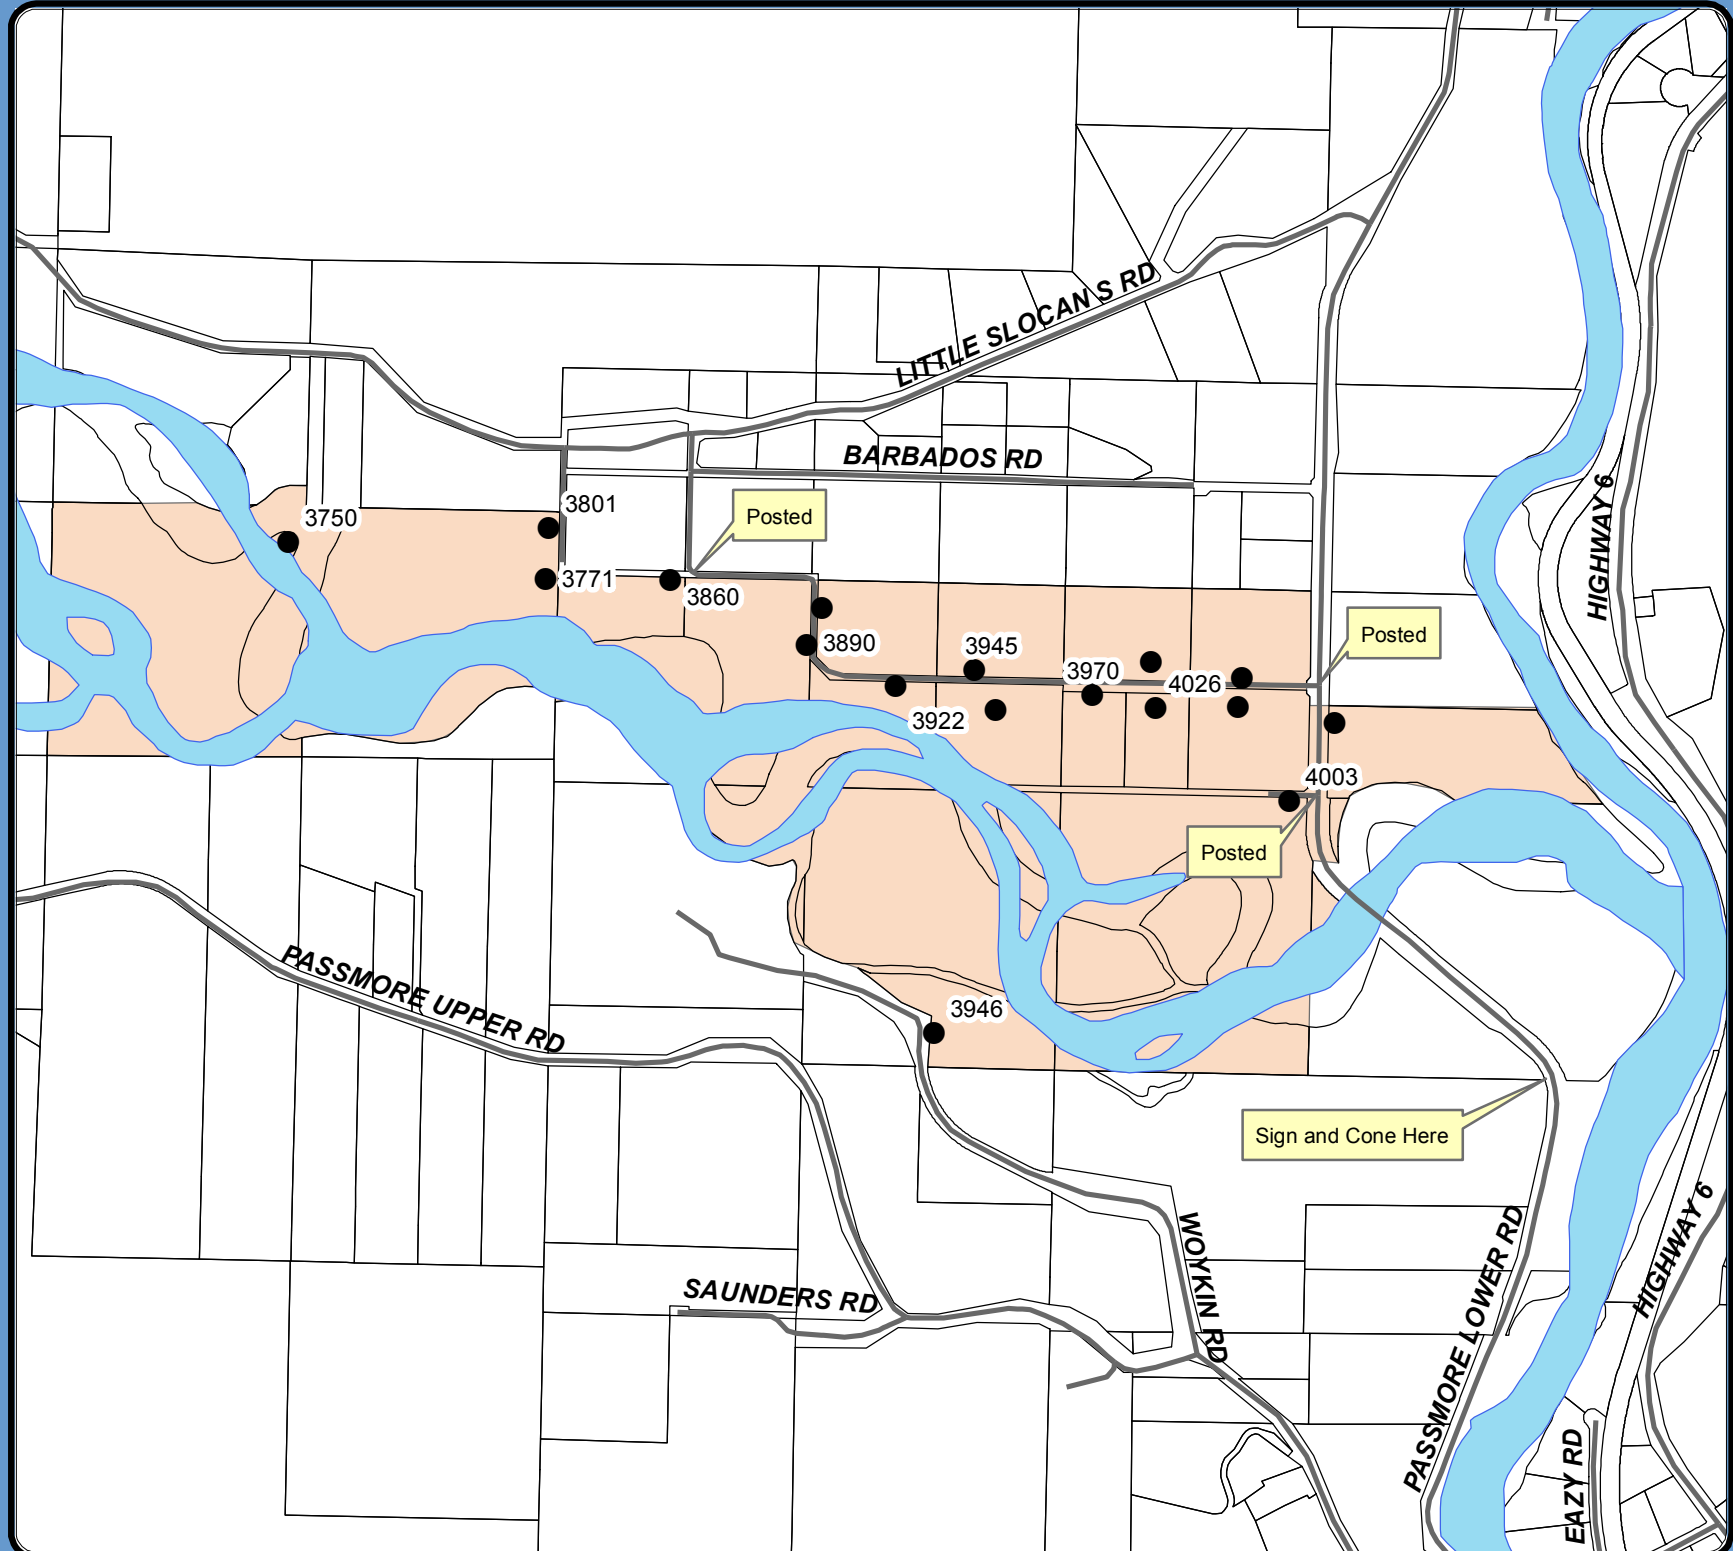 LITTLE SLOCAN S RD
BARBADOS RD
HIGHWAY 6
3801
3750
Posted
3771
3860
Posted
3890
3945
3970
4026
3922
4003
Posted
PASSMORE UPPER RD
3946
Sign and Cone Here
WOYKIN RD
PASSMORE LOWER RD
HIGHWAY 6
SAUNDERS RD
EAZY RD